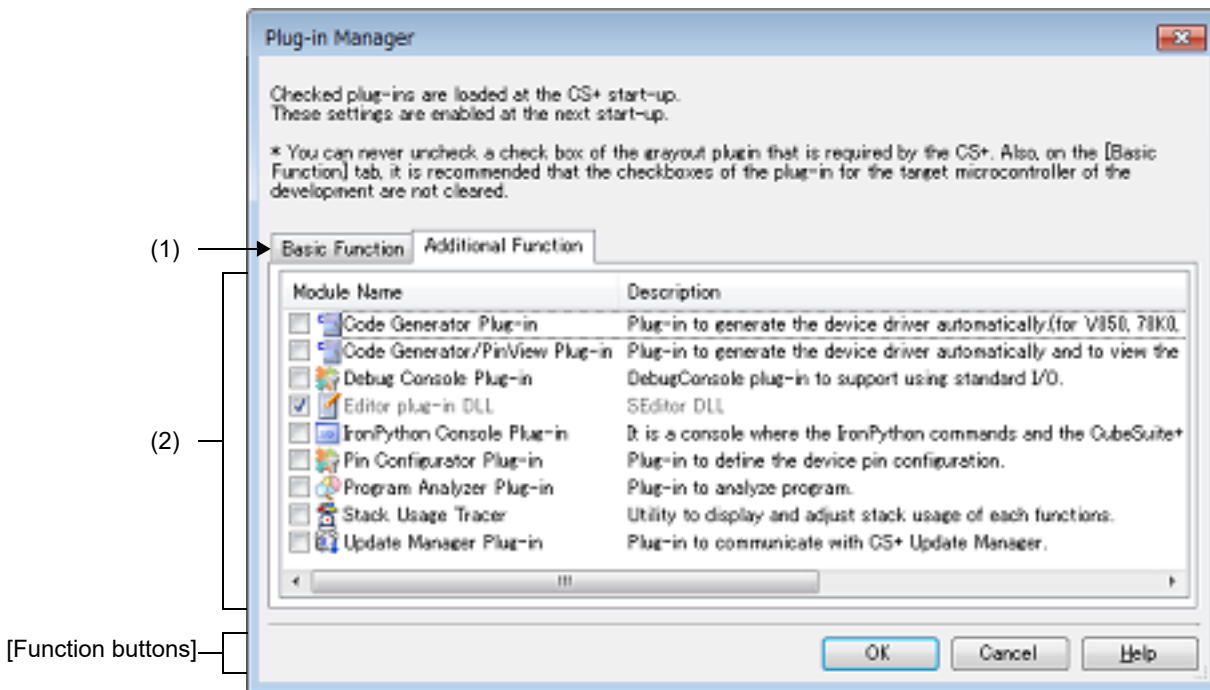 Plug-in Manager
Checked plug-ins are loaded at the CS+ start-up.
These settings are enabled at the next start-up.
* You can never uncheck a check box of the grayout plugin that is required by the CS+. Also, on the [Basic
Function] tab, it is recommended that the checkboxes of the plug-in for the target microcontroller of the
development are not cleared.
(1) Basic Function Additional Function
Module Name Description
Code Generator Plug-in Plug-in to generate the device driver automatically.(for V850, 78K0,
Code Generator/PinView Plug-in Plug-in to generate the device driver automatically and to view the
Debug Console Plug-in DebugConsole plug-in to support using standard I/O.
Editor plug-in DLL SEditor DLL
(2) IronPython Console Plug-in It is a console where the IronPython commands and the CubeSuite+
Pin Configurator Plug-in Plug-in to define the device pin configuration.
Program Analyzer Plug-in Plug-in to analyze program.
Stack Usage Tracer Utility to display and adjust stack usage of each functions.
Update Manager Plug-in Plug-in to communicate with CS+ Update Manager.
[Function buttons] OK Cancel Help